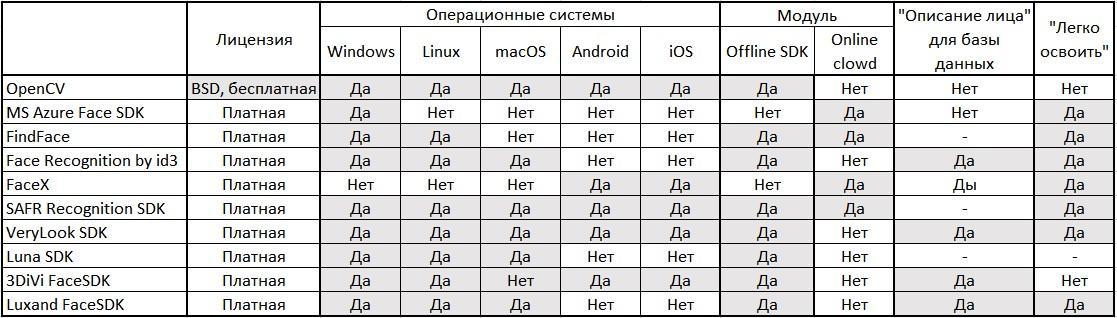 Лицензия Операционные системы Модуль "Описание лица" для базы данных "Легко освоить"
Windows Linux macOS Android iOS Offline SDK Online clowd
OpenCV BSD, бесплатная Да Да Да Да Да Да Нет Нет Нет
MS Azure Face SDK Платная Да Нет Нет Нет Нет Нет Да Нет Да
FindFace Платная Да Да Нет Нет Нет Да Да - Да
Face Recognition by id3 Платная Да Да Да Нет Нет Да Нет Да Да
FaceX Платная Нет Нет Нет Да Да Нет Да Ды Да
SAFR Recognition SDK Платная Да Да Да Да Да Да Да - Да
VeryLook SDK Платная Да Да Да Да Да Да Нет Да Да
Luna SDK Платная Да Да Да Нет Нет Да Нет - -
3DiVi FaceSDK Платная Да Да Нет Да Да Да Нет Да Нет
Luxand FaceSDK Платная Да Да Да Нет Нет Да Нет Да Да